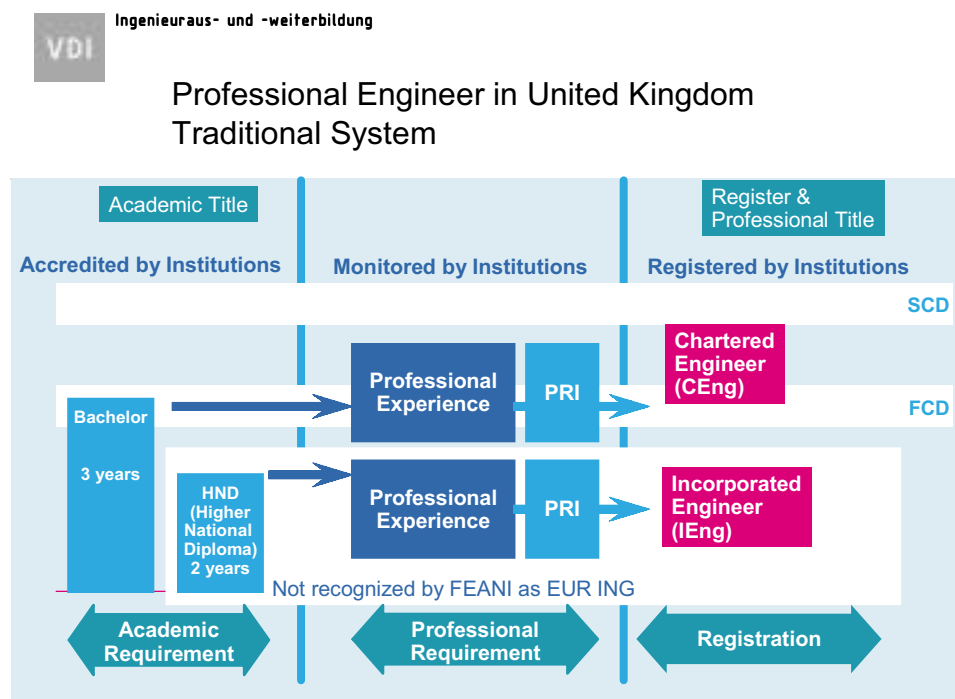 Ingenieuraus- und -weiterbildung
VDI
Professional Engineer in United Kingdom
Traditional System
Academic Title
Register &
Professional Title
Accredited by Institutions
Monitored by Institutions
Registered by Institutions
SCD
Chartered
Engineer
(CEng)
Professional
Experience
PRI
FCD
Bachelor
3 years
HND
(Higher
National
Diploma)
2 years
Professional
Experience
PRI
Incorporated
Engineer
(IEng)
Not recognized by FEANI as EUR ING
Academic
Requirement
Professional
Requirement
Registration